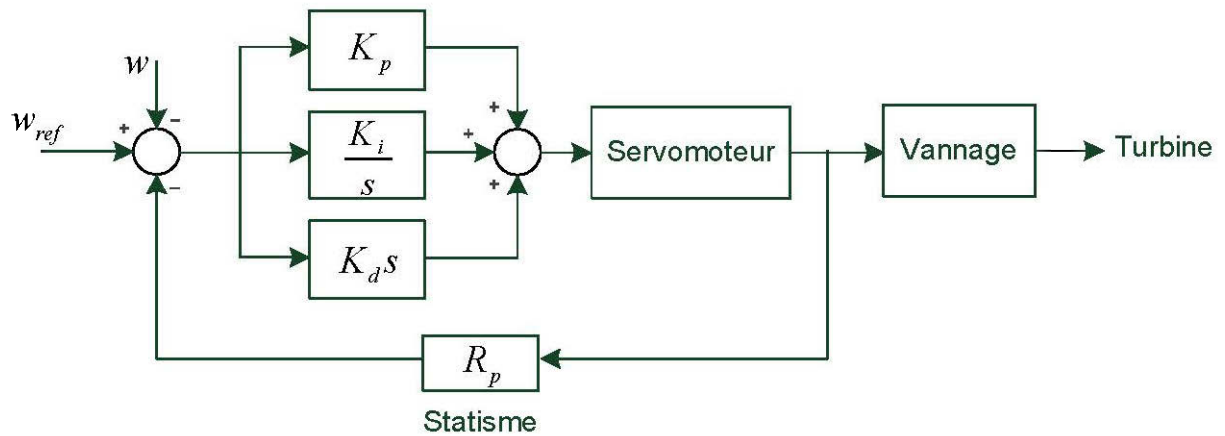 w
w_ref
+
−
−
K_p
K_i
s
K_d s
+
+
+
Servomoteur
Vannage
Turbine
R_p
Statisme